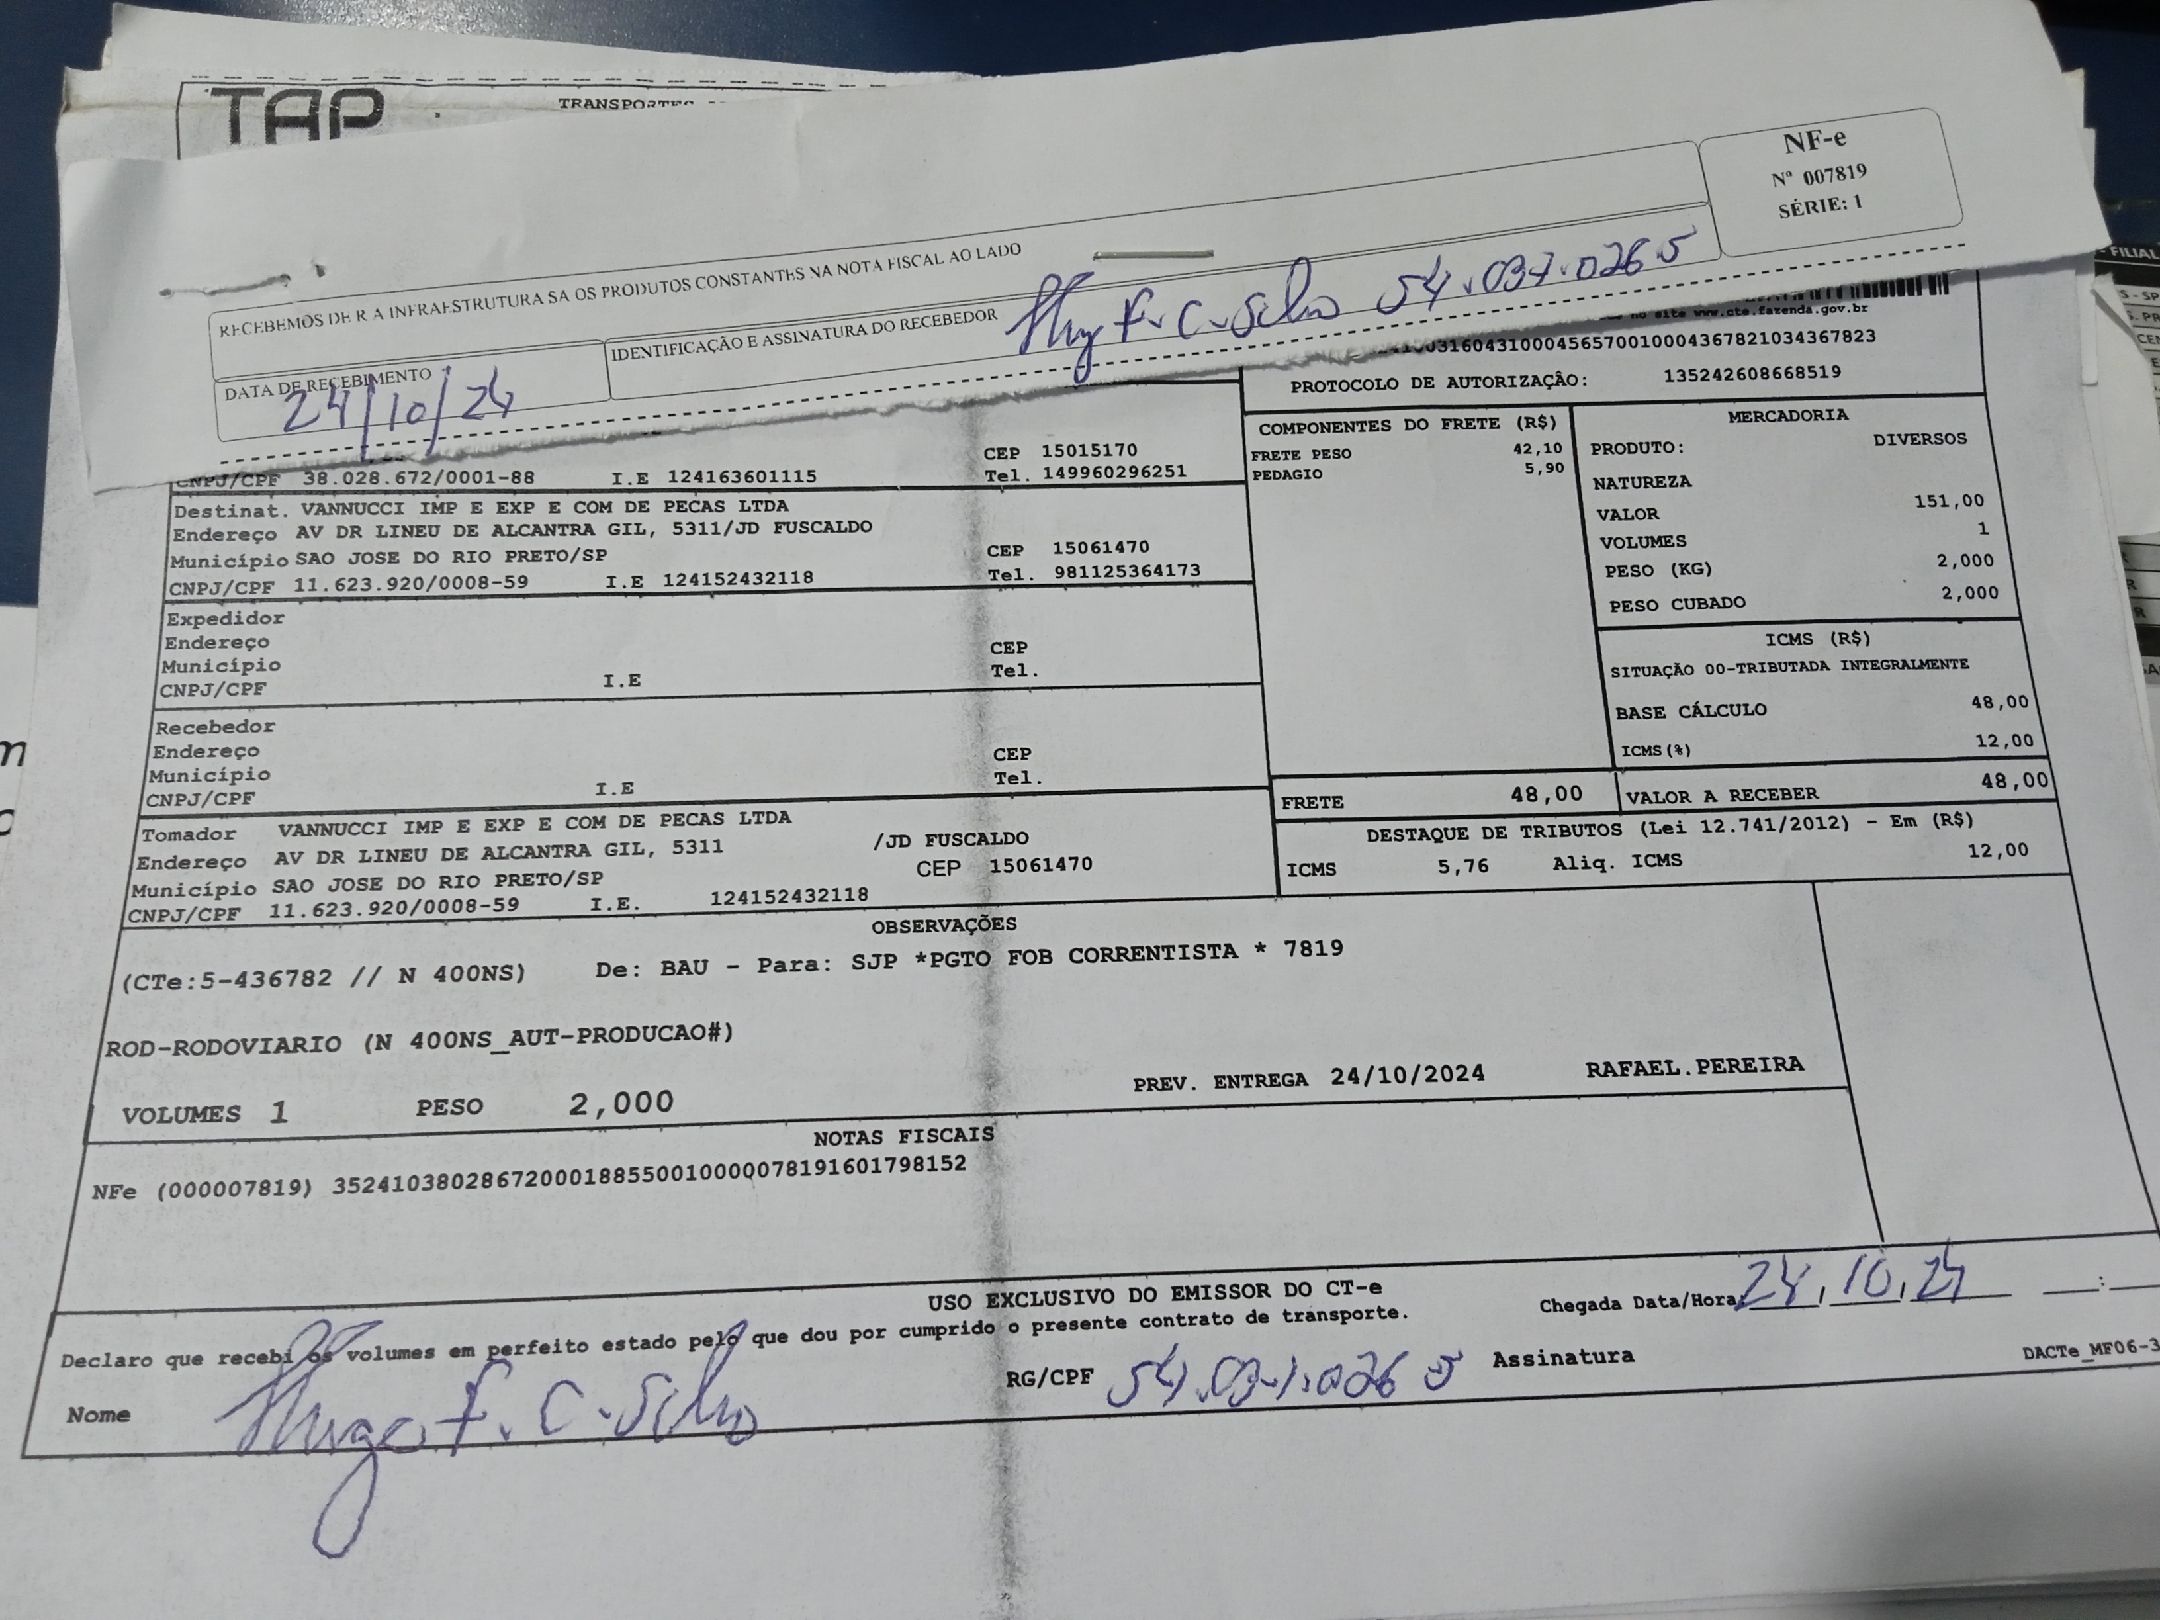 TAP
TRANSPORTES
NF-e
Nº 007819
SÉRIE: 1
RECEBEMOS DE R A INFRAESTRUTURA SA OS PRODUTOS CONSTANTES NA NOTA FISCAL AO LADO
DATA DE RECEBIMENTO
24/10/24
IDENTIFICAÇÃO E ASSINATURA DO RECEBEDOR
F. C. Silva 54.037.026 5
no site www.cte.fazenda.gov.br
031604310004565700100043678210343​67823
PROTOCOLO DE AUTORIZAÇÃO: 135242608668519
CEP 15015170
CNPJ/CPF 38.028.672/0001-88 I.E 124163601115 Tel. 149960296251
Destinat. VANNUCCI IMP E EXP E COM DE PECAS LTDA
Endereço AV DR LINEU DE ALCANTRA GIL, 5311/JD FUSCALDO
Município SAO JOSE DO RIO PRETO/SP CEP 15061470
CNPJ/CPF 11.623.920/0008-59 I.E 124152432118 Tel. 981125364173
Expedidor
Endereço
Município CEP
CNPJ/CPF I.E Tel.
Recebedor
Endereço
Município CEP
CNPJ/CPF I.E Tel.
Tomador VANNUCCI IMP E EXP E COM DE PECAS LTDA
Endereço AV DR LINEU DE ALCANTRA GIL, 5311 /JD FUSCALDO
Município SAO JOSE DO RIO PRETO/SP CEP 15061470
CNPJ/CPF 11.623.920/0008-59 I.E. 124152432118
COMPONENTES DO FRETE (R$)
FRETE PESO 42,10
PEDAGIO 5,90
MERCADORIA
PRODUTO: DIVERSOS
NATUREZA
VALOR 151,00
VOLUMES 1
PESO (KG) 2,000
PESO CUBADO 2,000
ICMS (R$)
SITUAÇÃO 00-TRIBUTADA INTEGRALMENTE
BASE CÁLCULO 48,00
ICMS(%) 12,00
FRETE 48,00 VALOR A RECEBER 48,00
DESTAQUE DE TRIBUTOS (Lei 12.741/2012) - Em (R$)
ICMS 5,76 Aliq. ICMS 12,00
OBSERVAÇÕES
(CTe:5-436782 // N 400NS) De: BAU - Para: SJP *PGTO FOB CORRENTISTA * 7819
ROD-RODOVIARIO (N 400NS_AUT-PRODUCAO#)
VOLUMES 1 PESO 2,000 PREV. ENTREGA 24/10/2024 RAFAEL.PEREIRA
NOTAS FISCAIS
NFe (000007819) 35241038028672000188550010000078191601798152
USO EXCLUSIVO DO EMISSOR DO CT-e
Declaro que recebi os volumes em perfeito estado pelo que dou por cumprido o presente contrato de transporte.
Chegada Data/Hora 24,10,24 :
Nome F. C. Silva RG/CPF 54.037.026 5 Assinatura
DACTe_MF06-3
FILIAL